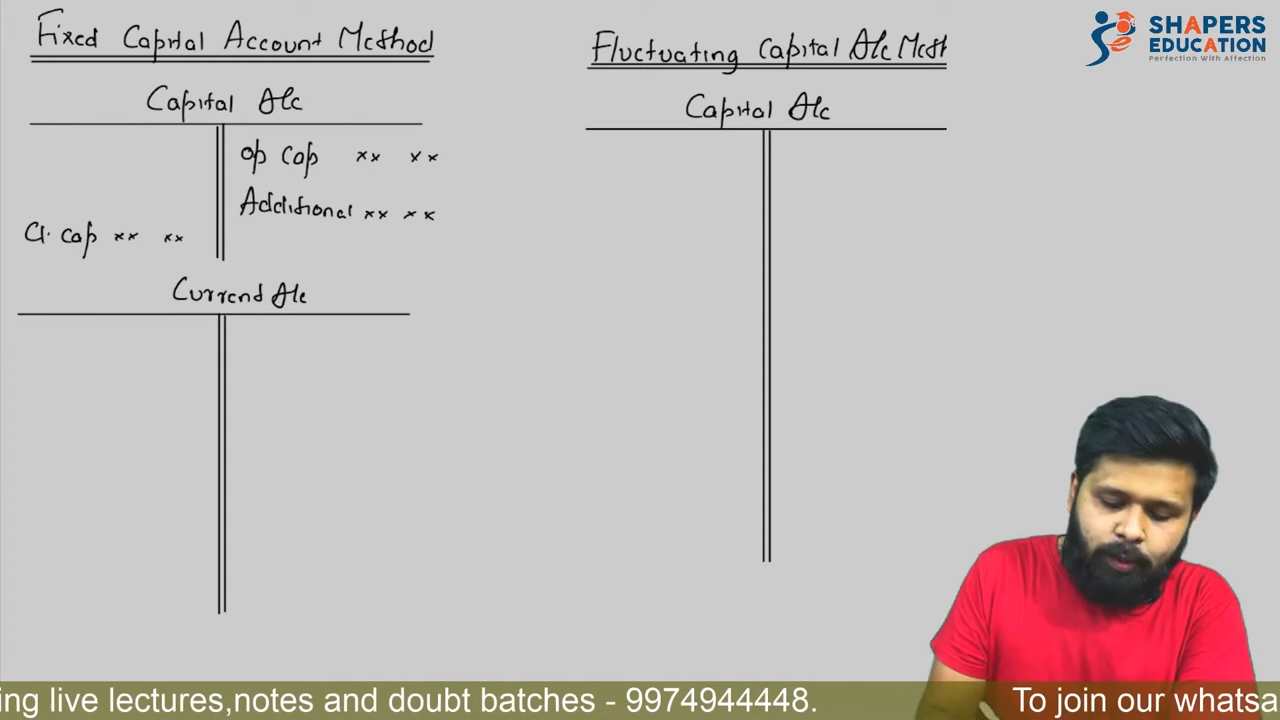 Fixed Capital Account Method
Capital A/c
op cap xx xx
Additional xx xx
Cl. cap xx xx
Current A/c
Fluctuating Capital A/c Meth
Capital A/c
SHAPERS
EDUCATION
Perfection With Affection
ing live lectures,notes and doubt batches - 9974944448.
To join our whatsa